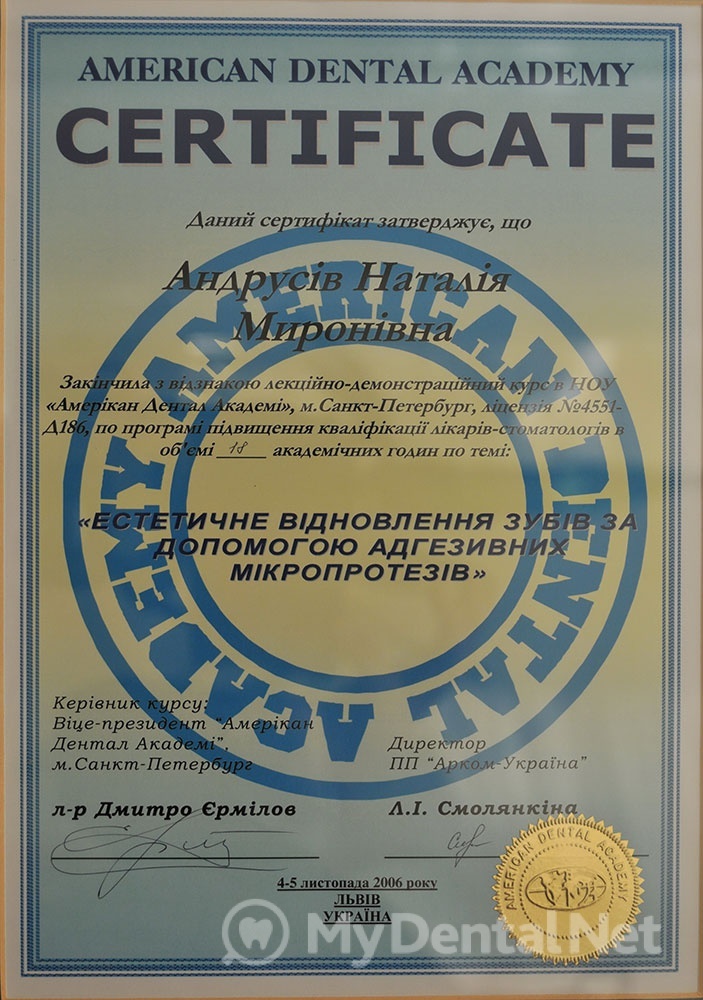 AMERICAN DENTAL ACADEMY
CERTIFICATE
Даний сертифікат затверджує, що
Андрусів Наталія
Миронівна
Закінчила з відзнакою лекційно-демонстраційний курс в НОУ
«Амерікан Дентал Академі», м.Санкт-Петербург, ліцензія №4551-
Д186, по програмі підвищення кваліфікації лікарів-стоматологів в
об'ємі 18 академічних годин по темі:
«ЕСТЕТИЧНЕ ВІДНОВЛЕННЯ ЗУБІВ ЗА
ДОПОМОГОЮ АДГЕЗИВНИХ
МІКРОПРОТЕЗІВ»
AMERICAN DENTAL ACADEMY
Керівник курсу:
Віце-президент "Амерікан
Дентал Академі",
м.Санкт-Петербург
л-р Дмитро Єрмілов
Директор
ПП "Арком-Україна"
Л.І. Смолянкіна
4-5 листопада 2006 року
ЛЬВІВ
УКРАЇНА
AMERICAN DENTAL ACADEMY
MyDentalNet